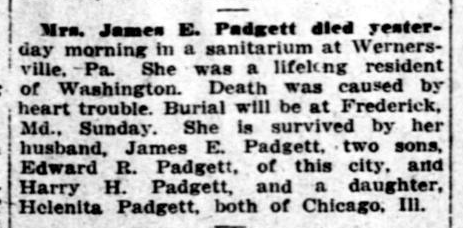 Mrs. James E. Padgett died yester-
day morning in a sanitarium at Werners-
ville, Pa. She was a lifelong resident
of Washington. Death was caused by
heart trouble. Burial will be at Frederick,
Md., Sunday. She is survived by her
husband, James E. Padgett, two sons,
Edward R. Padgett, of this city, and
Harry H. Padgett, and a daughter,
Helenita Padgett, both of Chicago, Ill.